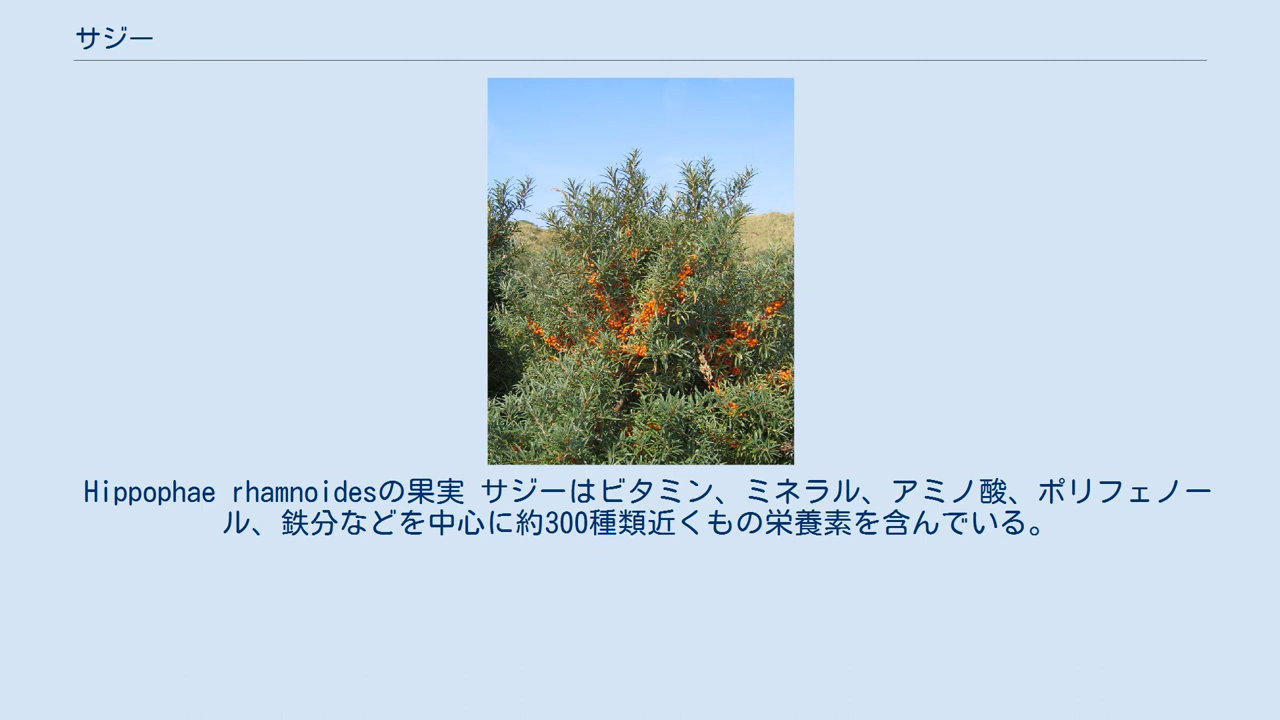 サジー
Hippophae rhamnoidesの果実 サジーはビタミン、ミネラル、アミノ酸、ポリフェノー
ル、鉄分などを中心に約300種類近くもの栄養素を含んでいる。